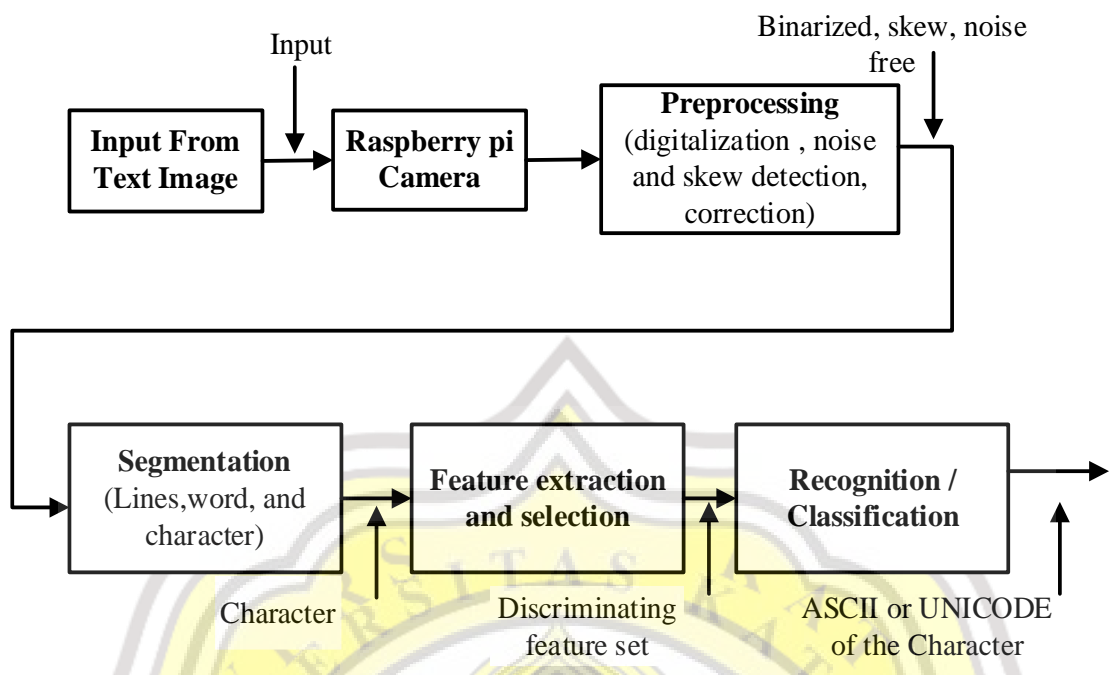 Input
Binarized, skew, noise
free
Input From
Text Image
Raspberry pi
Camera
Preprocessing
(digitalization , noise
and skew detection,
correction)
Segmentation
(Lines,word, and
character)
Feature extraction
and selection
Recognition /
Classification
Character
Discriminating
feature set
ASCII or UNICODE
of the Character